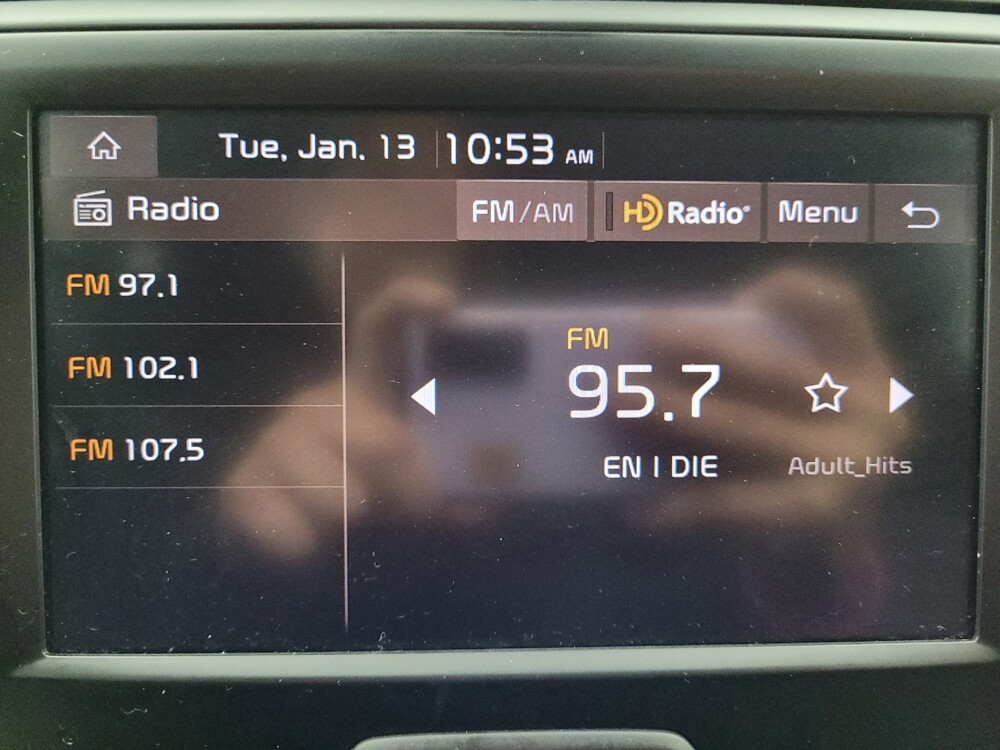 Tue, Jan. 13 10:53 AM
Radio FM/AM HD Radio® Menu
FM 97.1
FM 102.1
FM 107.5
FM
95.7
EN I DIE Adult_Hits